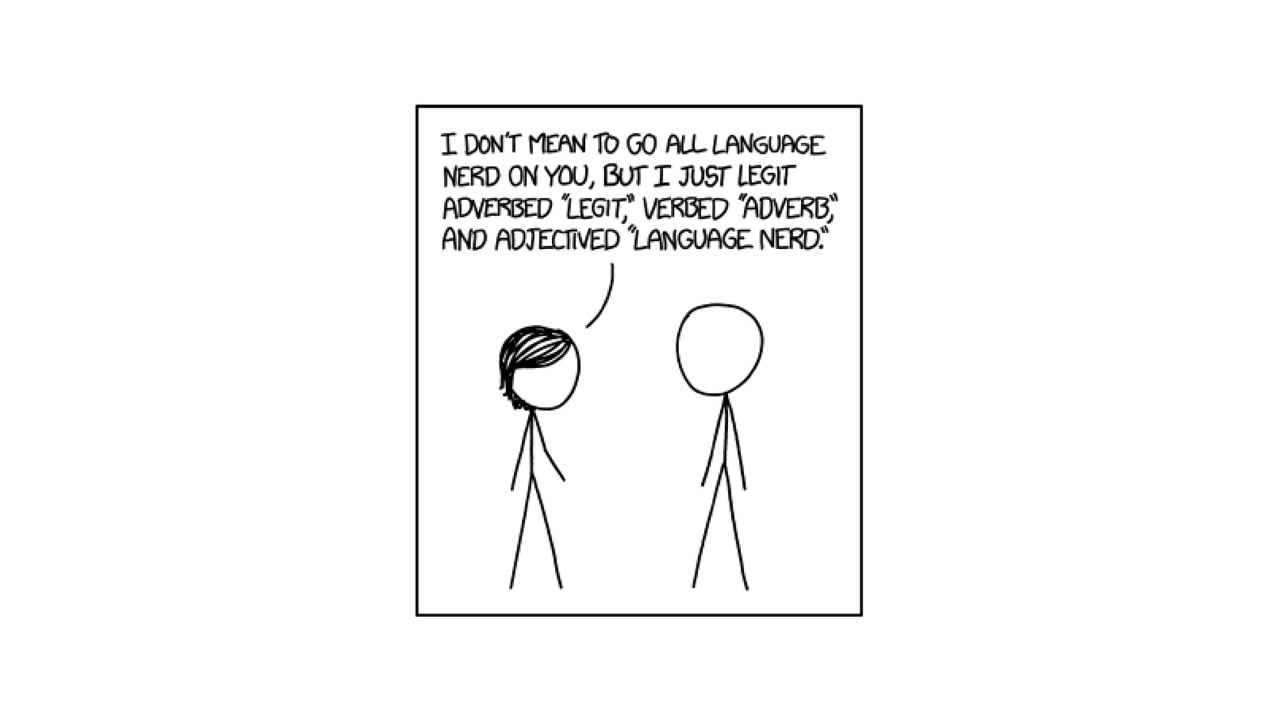 I DON'T MEAN TO GO ALL LANGUAGE
NERD ON YOU, BUT I JUST LEGIT
ADVERBED "LEGIT," VERBED "ADVERB,"
AND ADJECTIVED "LANGUAGE NERD."